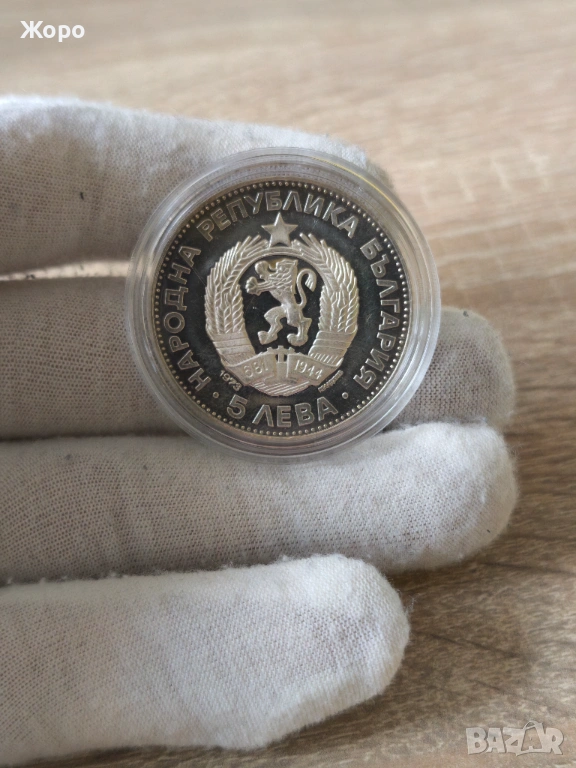 Жоро
НАРОДНА РЕПУБЛИКА БЪЛГАРИЯ
681 1944
· 5 ЛЕВА ·
BAZAR